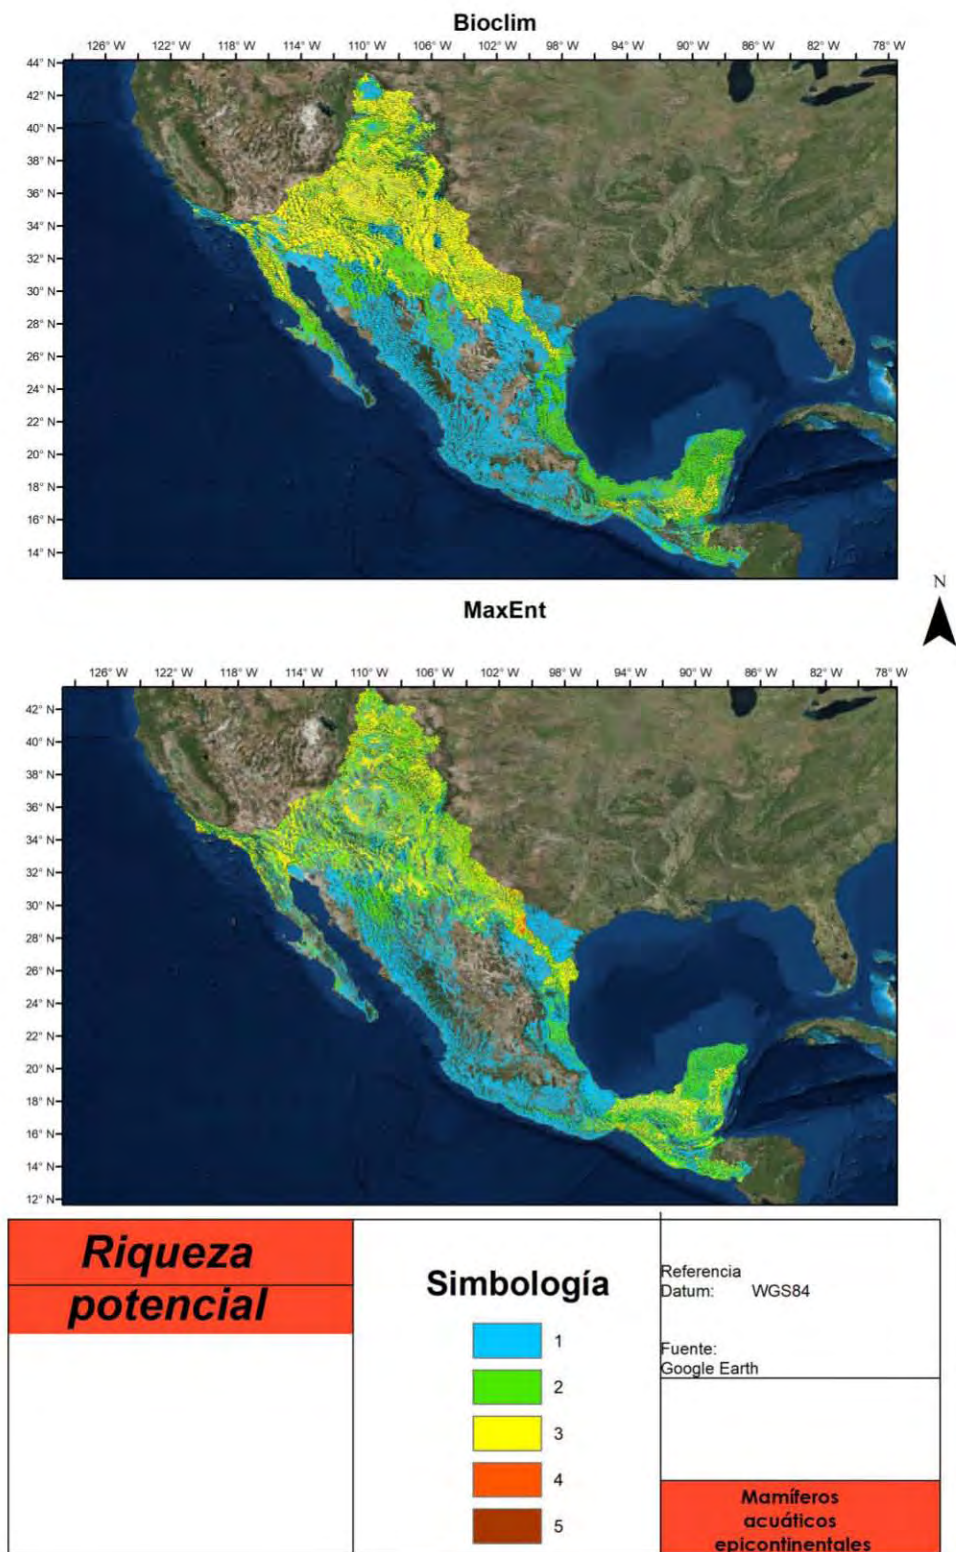 Bioclim
126° W 122° W 118° W 114° W 110° W 106° W 102° W 98° W 94° W 90° W 86° W 82° W 78° W
44° N
42° N
40° N
38° N
36° N
34° N
32° N
30° N
28° N
26° N
24° N
22° N
20° N
18° N
16° N
14° N
N
MaxEnt
126° W 122° W 118° W 114° W 110° W 106° W 102° W 98° W 94° W 90° W 86° W 82° W 78° W
42° N
40° N
38° N
36° N
34° N
32° N
30° N
28° N
26° N
24° N
22° N
20° N
18° N
16° N
14° N
12° N
Riqueza
potencial
Simbología
1
2
3
4
5
Referencia
Datum: WGS84
Fuente:
Google Earth
Mamíferos
acuáticos
epicontinentales